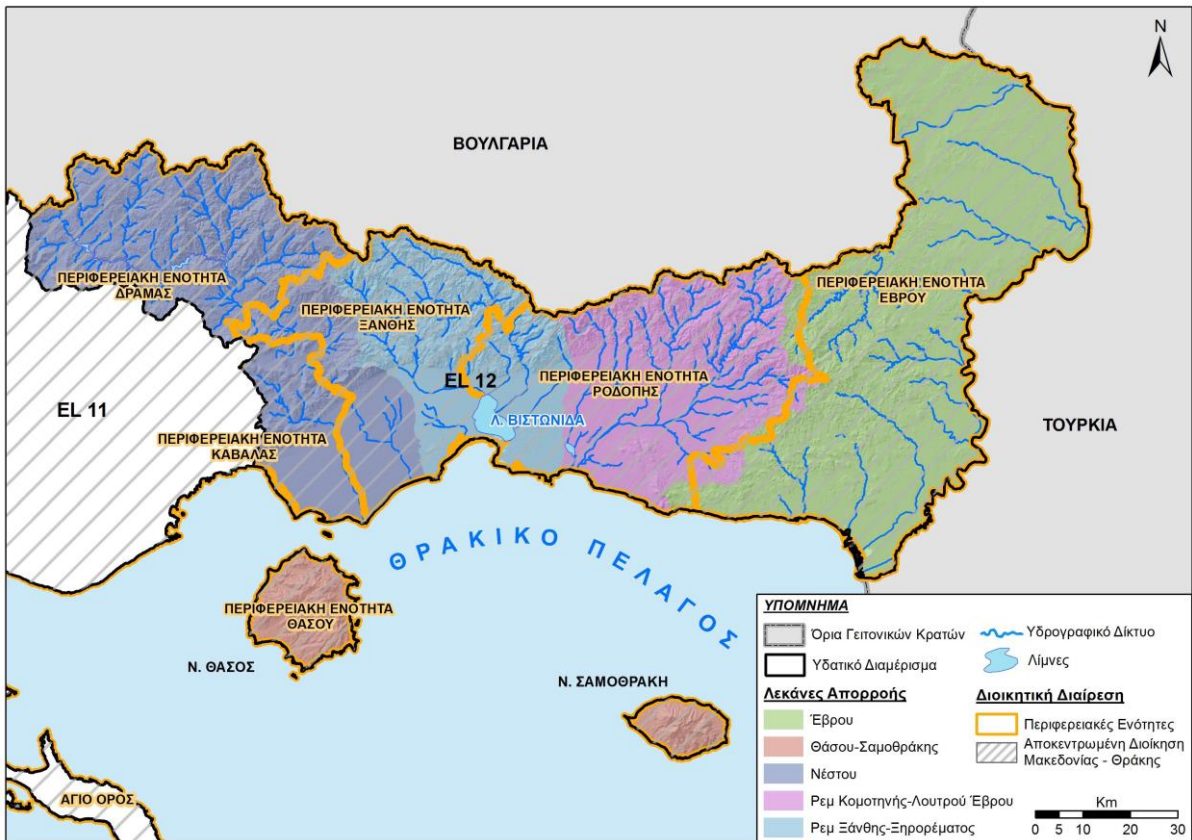 N
ΒΟΥΛΓΑΡΙΑ
ΠΕΡΙΦΕΡΕΙΑΚΗ ΕΝΟΤΗΤΑ
ΔΡΑΜΑΣ
ΠΕΡΙΦΕΡΕΙΑΚΗ ΕΝΟΤΗΤΑ
ΕΒΡΟΥ
ΠΕΡΙΦΕΡΕΙΑΚΗ ΕΝΟΤΗΤΑ
ΞΑΝΘΗΣ
EL 12
ΠΕΡΙΦΕΡΕΙΑΚΗ ΕΝΟΤΗΤΑ
ΡΟΔΟΠΗΣ
EL 11
Λ. ΒΙΣΤΩΝΙΔΑ
ΤΟΥΡΚΙΑ
ΠΕΡΙΦΕΡΕΙΑΚΗ ΕΝΟΤΗΤΑ
ΚΑΒΑΛΑΣ
ΘΡΑΚΙΚΟ ΠΕΛΑΓΟΣ
ΠΕΡΙΦΕΡΕΙΑΚΗ ΕΝΟΤΗΤΑ
ΘΑΣΟΥ
Ν. ΘΑΣΟΣ
Ν. ΣΑΜΟΘΡΑΚΗ
ΑΓΙΟ ΟΡΟΣ
ΥΠΟΜΝΗΜΑ
Όρια Γειτονικών Κρατών
Υδατικό Διαμέρισμα
Λεκάνες Απορροής
Έβρου
Θάσου-Σαμοθράκης
Νέστου
Ρεμ Κομοτηνής-Λουτρού Έβρου
Ρεμ Ξάνθης-Ξηρορέματος
Υδρογραφικό Δίκτυο
Λίμνες
Διοικητική Διαίρεση
Περιφερειακές Ενότητες
Αποκεντρωμένη Διοίκηση
Μακεδονίας - Θράκης
Km
0 5 10 20 30